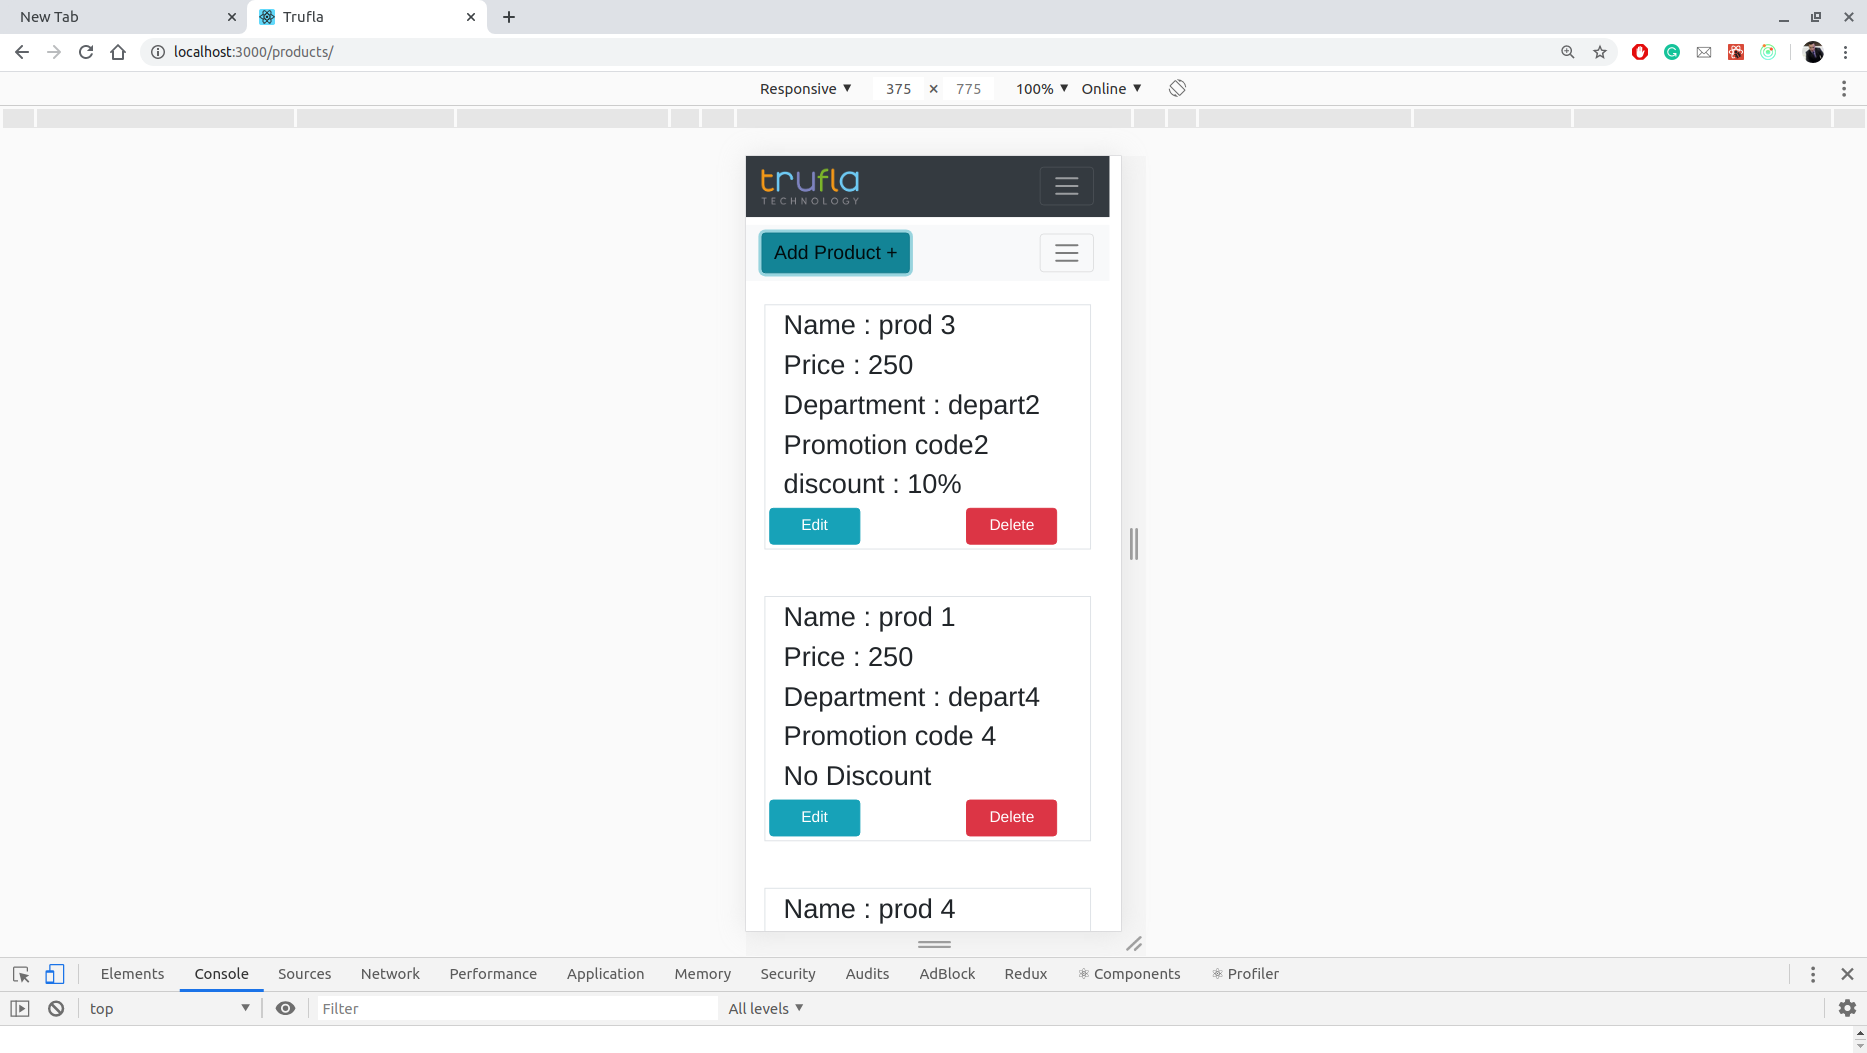 New Tab
Trufla
localhost:3000/products/
Responsive ▼ 375 × 775 100% ▼ Online ▼
trufla
TECHNOLOGY
Add Product +
Name : prod 3
Price : 250
Department : depart2
Promotion code2
discount : 10%
Edit Delete
Name : prod 1
Price : 250
Department : depart4
Promotion code 4
No Discount
Edit Delete
Name : prod 4
Elements Console Sources Network Performance Application Memory Security Audits AdBlock Redux ⚛ Components ⚛ Profiler
top ▼ Filter All levels ▼